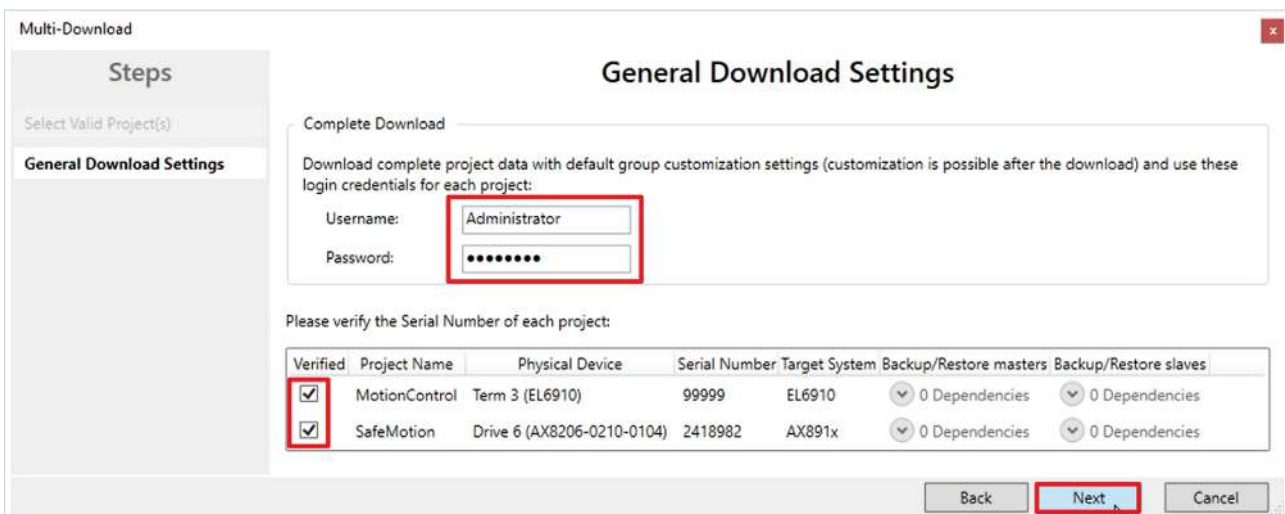 Multi-Download
x
Steps
General Download Settings
Select Valid Project(s)
General Download Settings
Complete Download
Download complete project data with default group customization settings (customization is possible after the download) and use these
login credentials for each project:
Username: Administrator
Password: ••••••••
Please verify the Serial Number of each project:
Verified Project Name Physical Device Serial Number Target System Backup/Restore masters Backup/Restore slaves
MotionControl Term 3 (EL6910) 99999 EL6910 0 Dependencies 0 Dependencies
SafeMotion Drive 6 (AX8206-0210-0104) 2418982 AX891x 0 Dependencies 0 Dependencies
Back Next Cancel